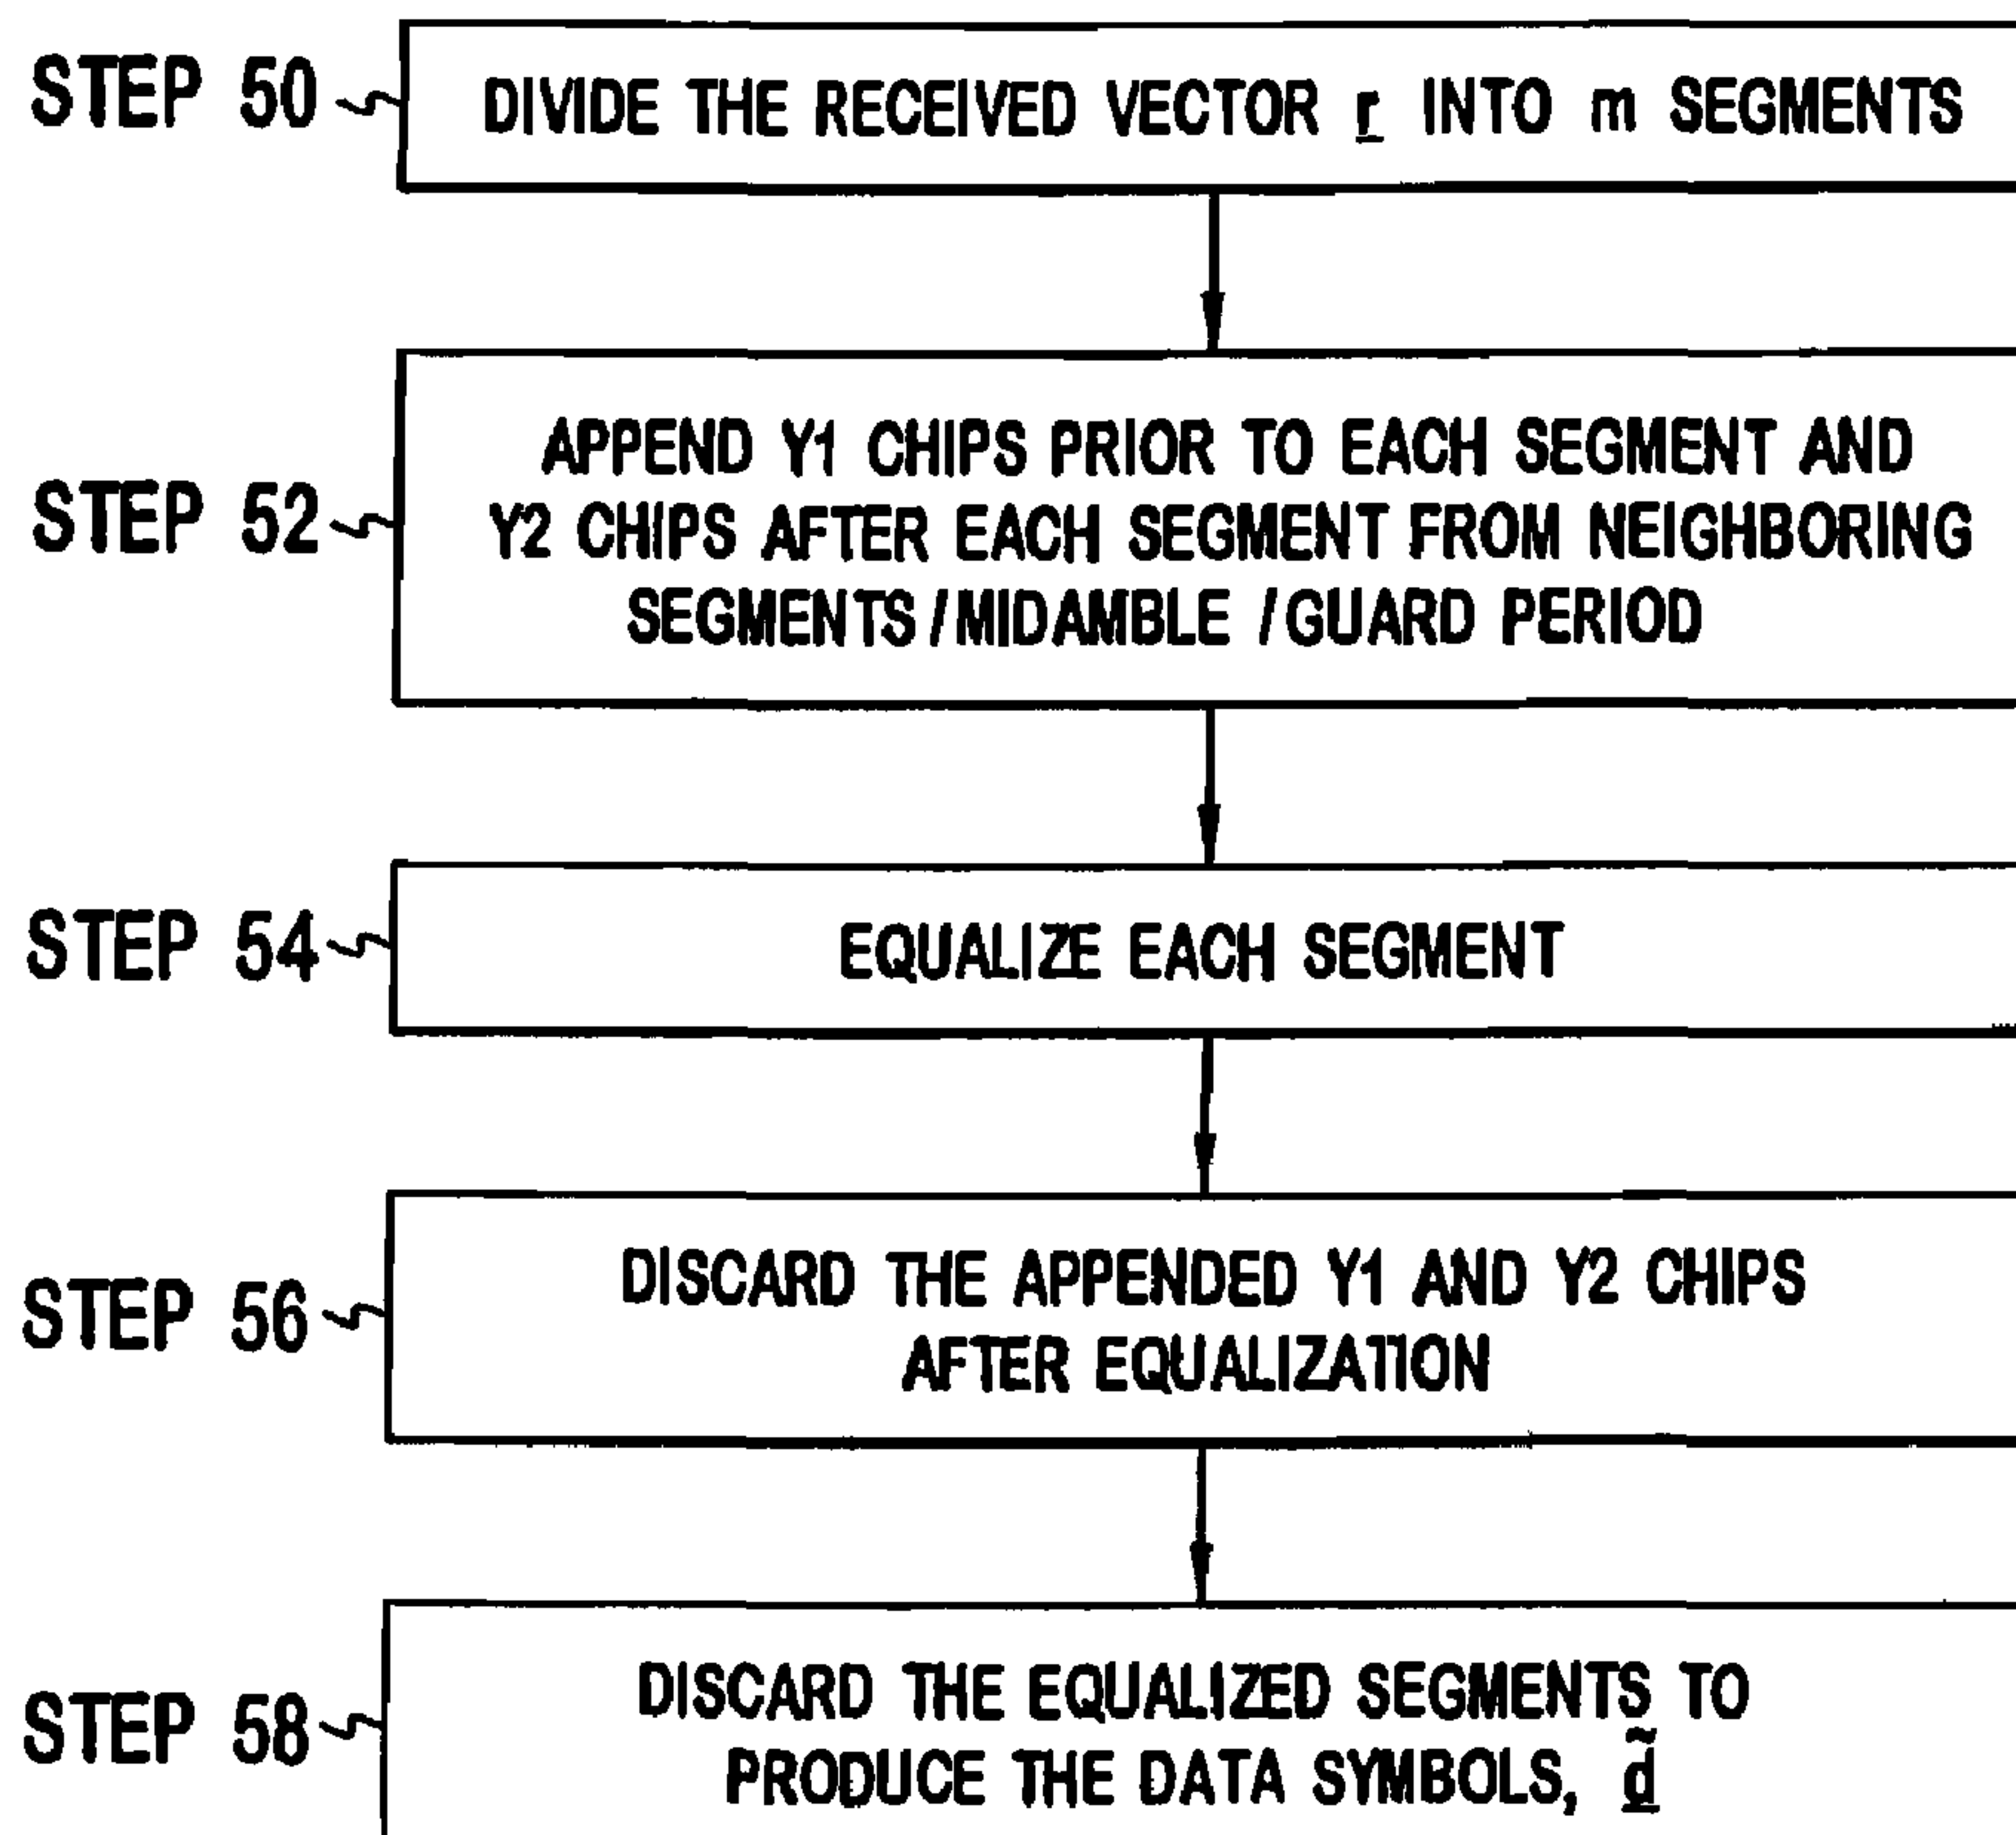 STEP 50
DIVIDE THE RECEIVED VECTOR r̲ INTO m SEGMENTS
STEP 52
APPEND Y1 CHIPS PRIOR TO EACH SEGMENT AND
Y2 CHIPS AFTER EACH SEGMENT FROM NEIGHBORING
SEGMENTS/MIDAMBLE/GUARD PERIOD
STEP 54
EQUALIZE EACH SEGMENT
STEP 56
DISCARD THE APPENDED Y1 AND Y2 CHIPS
AFTER EQUALIZATION
STEP 58
DISCARD THE EQUALIZED SEGMENTS TO
PRODUCE THE DATA SYMBOLS, d̲̃